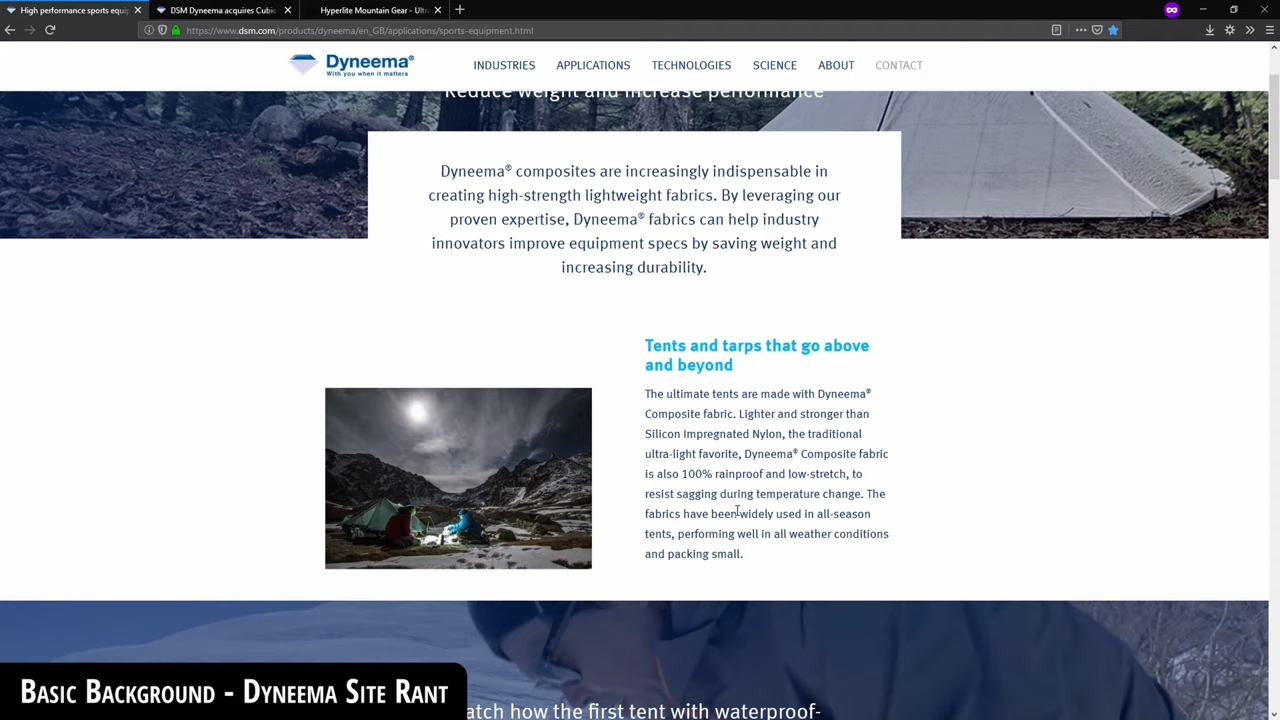 High performance sports equip
DSM Dyneema acquires Cubic
Hyperlite Mountain Gear - Ultra
https://www.dsm.com/products/dyneema/en_GB/applications/sports-equipment.html
Dyneema®
With you when it matters
INDUSTRIES
APPLICATIONS
TECHNOLOGIES
SCIENCE
ABOUT
CONTACT
Reduce weight and increase performance
Dyneema® composites are increasingly indispensable in
creating high-strength lightweight fabrics. By leveraging our
proven expertise, Dyneema® fabrics can help industry
innovators improve equipment specs by saving weight and
increasing durability.
Tents and tarps that go above
and beyond
The ultimate tents are made with Dyneema®
Composite fabric. Lighter and stronger than
Silicon Impregnated Nylon, the traditional
ultra-light favorite, Dyneema® Composite fabric
is also 100% rainproof and low-stretch, to
resist sagging during temperature change. The
fabrics have been widely used in all-season
tents, performing well in all weather conditions
and packing small.
atch how the first tent with waterproof-
Basic Background - Dyneema Site Rant